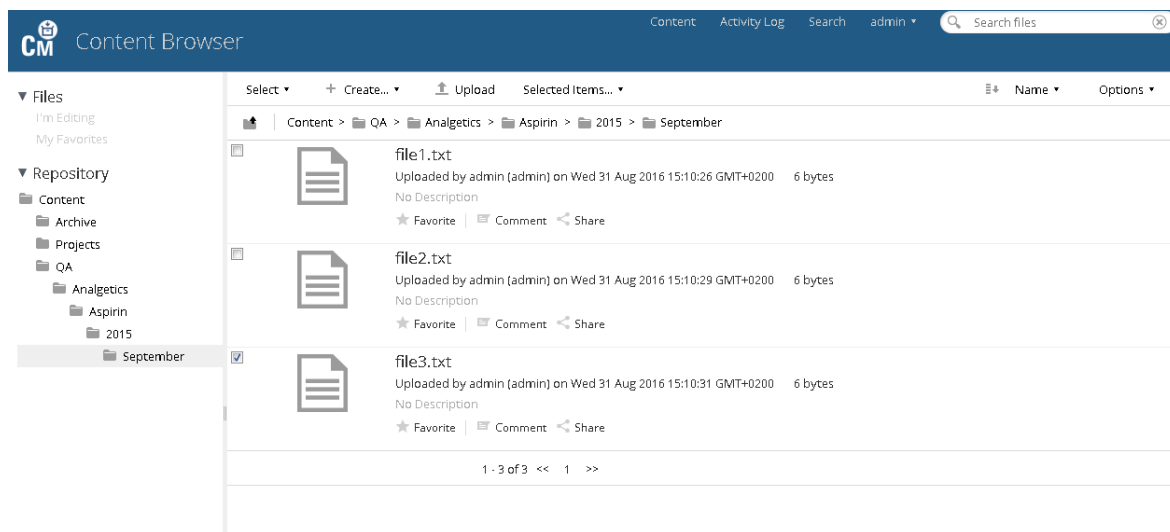 Content Activity Log Search admin Search files
CM Content Browser
Files
I'm Editing
My Favorites
Repository
Content
Archive
Projects
QA
Analgetics
Aspirin
2015
September
Select + Create... Upload Selected Items... Name Options
Content > QA > Analgetics > Aspirin > 2015 > September
file1.txt
Uploaded by admin (admin) on Wed 31 Aug 2016 15:10:26 GMT+0200 6 bytes
No Description
Favorite Comment Share
file2.txt
Uploaded by admin (admin) on Wed 31 Aug 2016 15:10:29 GMT+0200 6 bytes
No Description
Favorite Comment Share
file3.txt
Uploaded by admin (admin) on Wed 31 Aug 2016 15:10:31 GMT+0200 6 bytes
No Description
Favorite Comment Share
1 - 3 of 3 << 1 >>